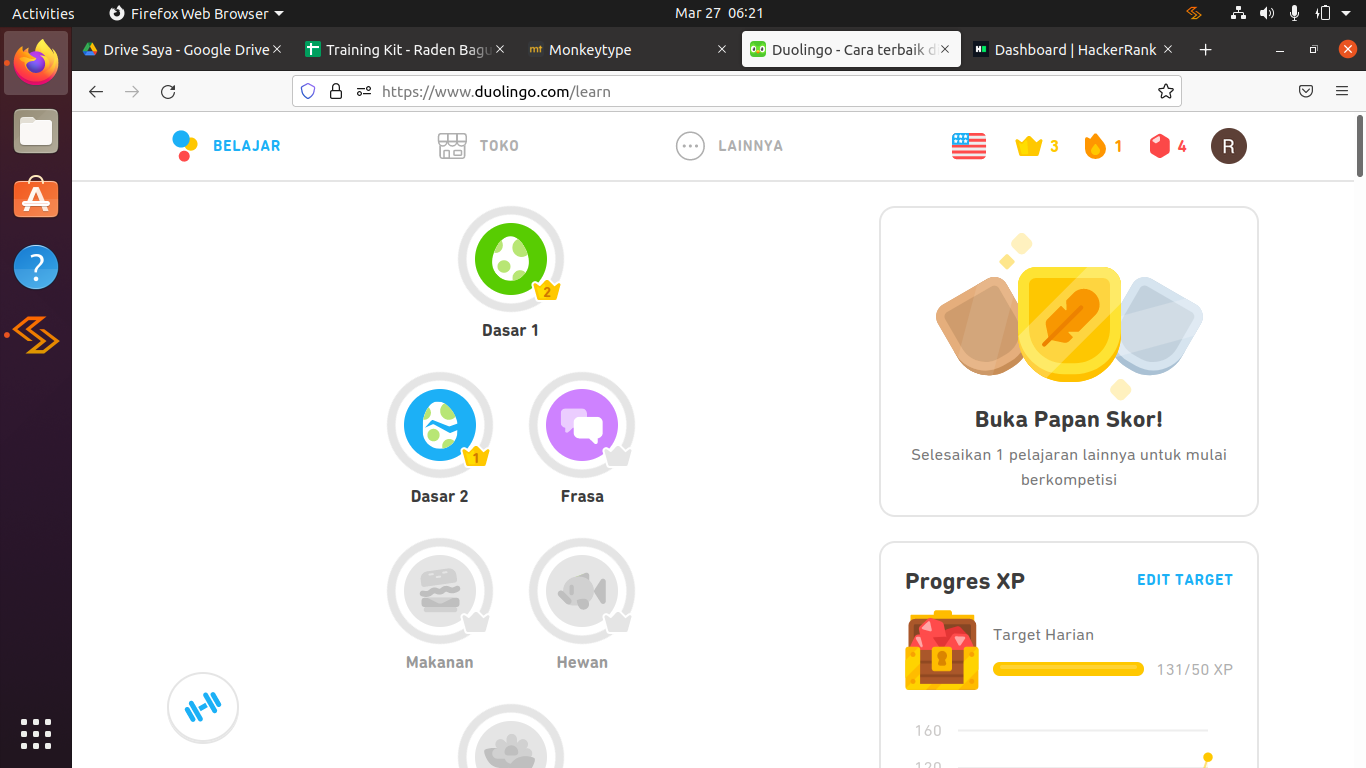 Activities
Firefox Web Browser
Mar 27 06:21
Drive Saya - Google Drive
Training Kit - Raden Bagu
mt Monkeytype
Duolingo - Cara terbaik d
Dashboard | HackerRank
https://www.duolingo.com/learn
BELAJAR
TOKO
LAINNYA
3
1
4
R
2
Dasar 1
1
Dasar 2
Frasa
Makanan
Hewan
Buka Papan Skor!
Selesaikan 1 pelajaran lainnya untuk mulai
berkompetisi
Progres XP
EDIT TARGET
Target Harian
131/50 XP
160
120